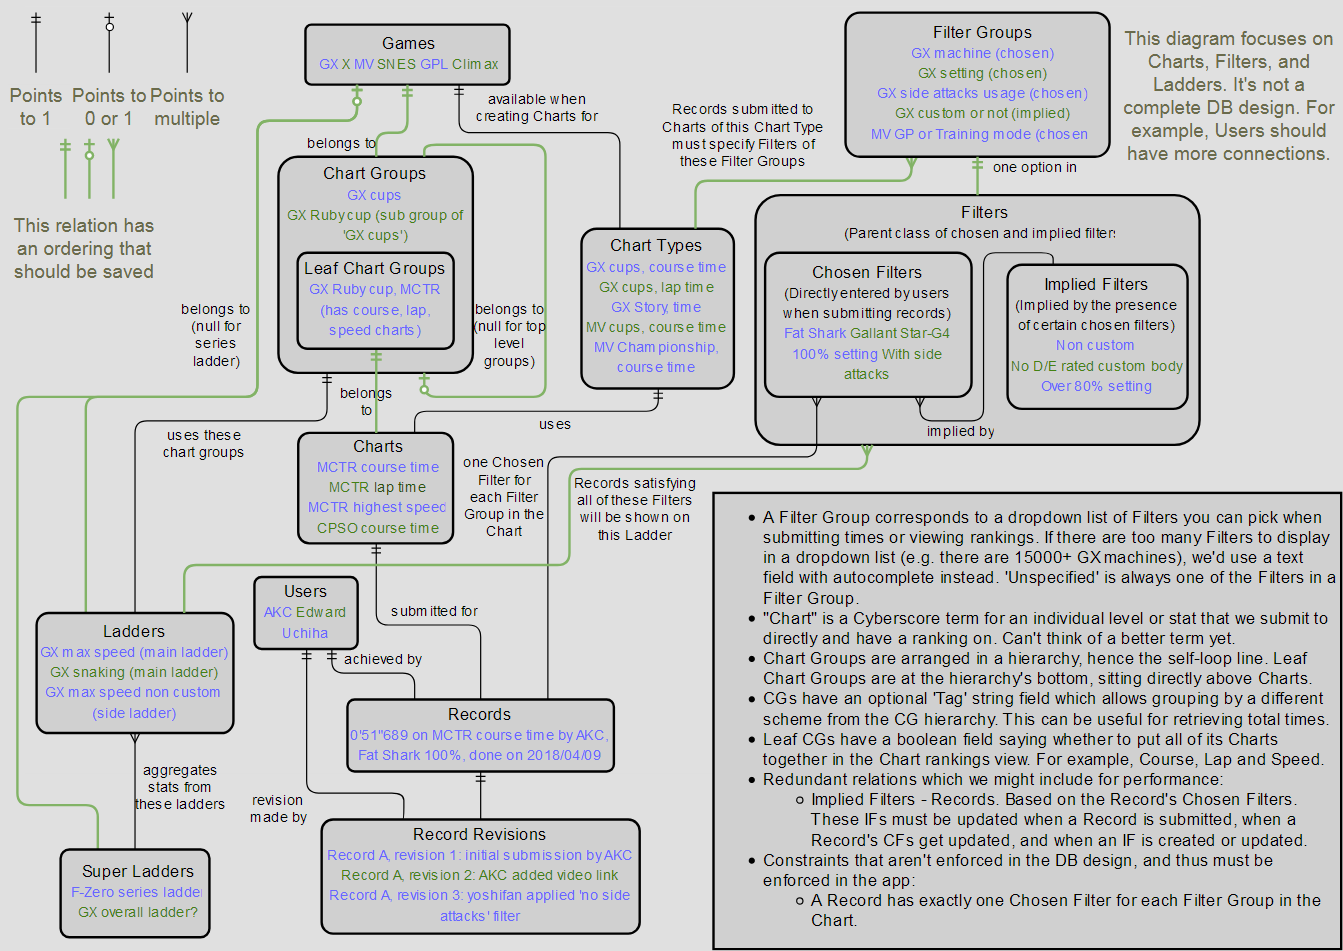 Points to 1
Points to 0 or 1
Points to multiple
This relation has
an ordering that
should be saved
Games
GX X MV SNES GPL Climax
available when
creating Charts for
belongs to
Chart Groups
GX cups
GX Ruby cup (sub group of
'GX cups')
Leaf Chart Groups
GX Ruby cup, MCTR
(has course, lap,
speed charts)
belongs to
(null for
series
ladder)
belongs to
(null for top
level
groups)
Records submitted to
Charts of this Chart Type
must specify Filters of
these Filter Groups
Filter Groups
GX machine (chosen)
GX setting (chosen)
GX side attacks usage (chosen)
GX custom or not (implied)
MV GP or Training mode (chosen
This diagram focuses on
Charts, Filters, and
Ladders. It's not a
complete DB design. For
example, Users should
have more connections.
one option in
Chart Types
GX cups, course time
GX cups, lap time
GX Story, time
MV cups, course time
MV Championship,
course time
Filters
(Parent class of chosen and implied filters
Chosen Filters
(Directly entered by users
when submitting records)
Fat Shark Gallant Star-G4
100% setting With side
attacks
Implied Filters
(Implied by the presence
of certain chosen filters)
Non custom
No D/E rated custom body
Over 80% setting
implied by
belongs
to
uses these
chart groups
uses
Charts
MCTR course time
MCTR lap time
MCTR highest speed
CPSO course time
one Chosen
Filter for
each Filter
Group in the
Chart
Records satisfying
all of these Filters
will be shown on
this Ladder
Users
AKC Edward
Uchiha
submitted for
achieved by
Ladders
GX max speed (main ladder)
GX snaking (main ladder)
GX max speed non custom
(side ladder)
Records
0'51"689 on MCTR course time by AKC,
Fat Shark 100%, done on 2018/04/09
aggregates
stats from
these ladders
revision
made by
Record Revisions
Record A, revision 1: initial submission by AKC
Record A, revision 2: AKC added video link
Record A, revision 3: yoshifan applied 'no side
attacks' filter
Super Ladders
F-Zero series ladder
GX overall ladder?
• A Filter Group corresponds to a dropdown list of Filters you can pick when
submitting times or viewing rankings. If there are too many Filters to display
in a dropdown list (e.g. there are 15000+ GX machines), we'd use a text
field with autocomplete instead. 'Unspecified' is always one of the Filters in a
Filter Group.
• "Chart" is a Cyberscore term for an individual level or stat that we submit to
directly and have a ranking on. Can't think of a better term yet.
• Chart Groups are arranged in a hierarchy, hence the self-loop line. Leaf
Chart Groups are at the hierarchy's bottom, sitting directly above Charts.
• CGs have an optional 'Tag' string field which allows grouping by a different
scheme from the CG hierarchy. This can be useful for retrieving total times.
• Leaf CGs have a boolean field saying whether to put all of its Charts
together in the Chart rankings view. For example, Course, Lap and Speed.
• Redundant relations which we might include for performance:
◦ Implied Filters - Records. Based on the Record's Chosen Filters.
These IFs must be updated when a Record is submitted, when a
Record's CFs get updated, and when an IF is created or updated.
• Constraints that aren't enforced in the DB design, and thus must be
enforced in the app:
◦ A Record has exactly one Chosen Filter for each Filter Group in the
Chart.